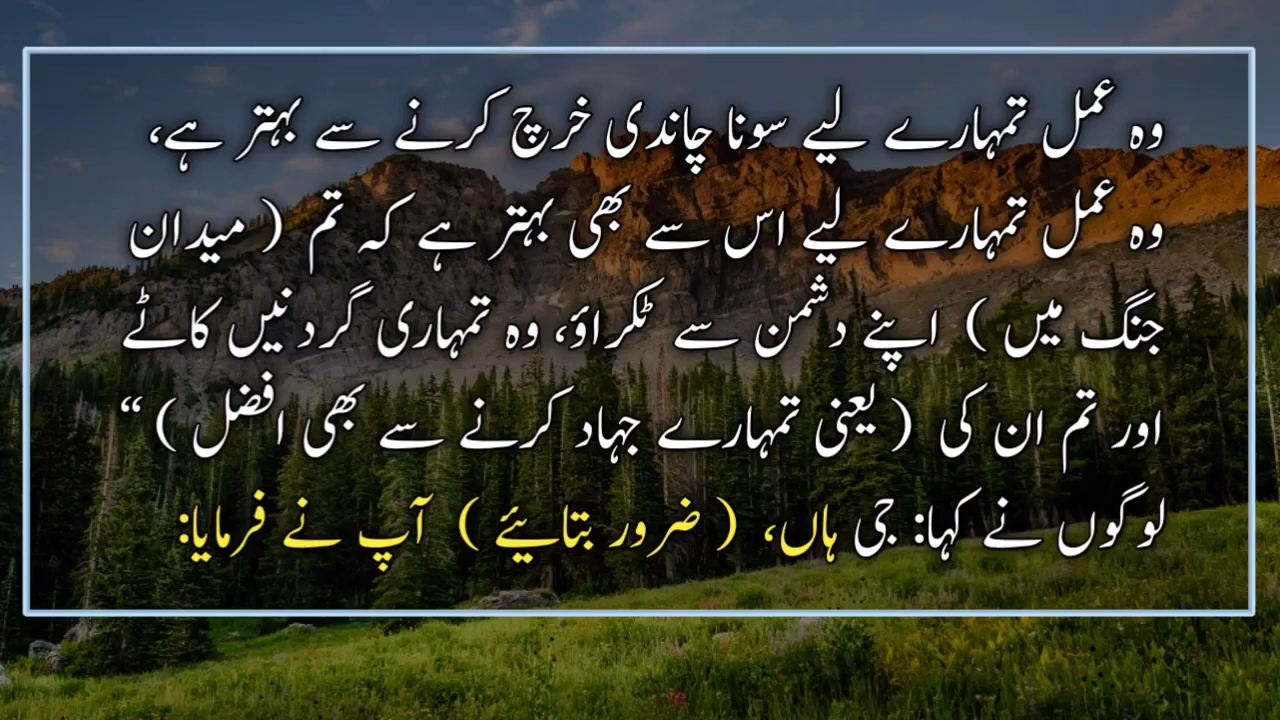 وہ عمل تمہارے لیے سونا چاندی خرچ کرنے سے بہتر ہے،
وہ عمل تمہارے لیے اس سے بھی بہتر ہے کہ تم ( میدان
جنگ میں ) اپنے دشمن سے ٹکراؤ، وہ تمہاری گردنیں کاٹے
اور تم ان کی ( یعنی تمہارے جہاد کرنے سے بھی افضل ) “
لوگوں نے کہا: جی ہاں، ( ضرور بتائیے ) آپ نے فرمایا: